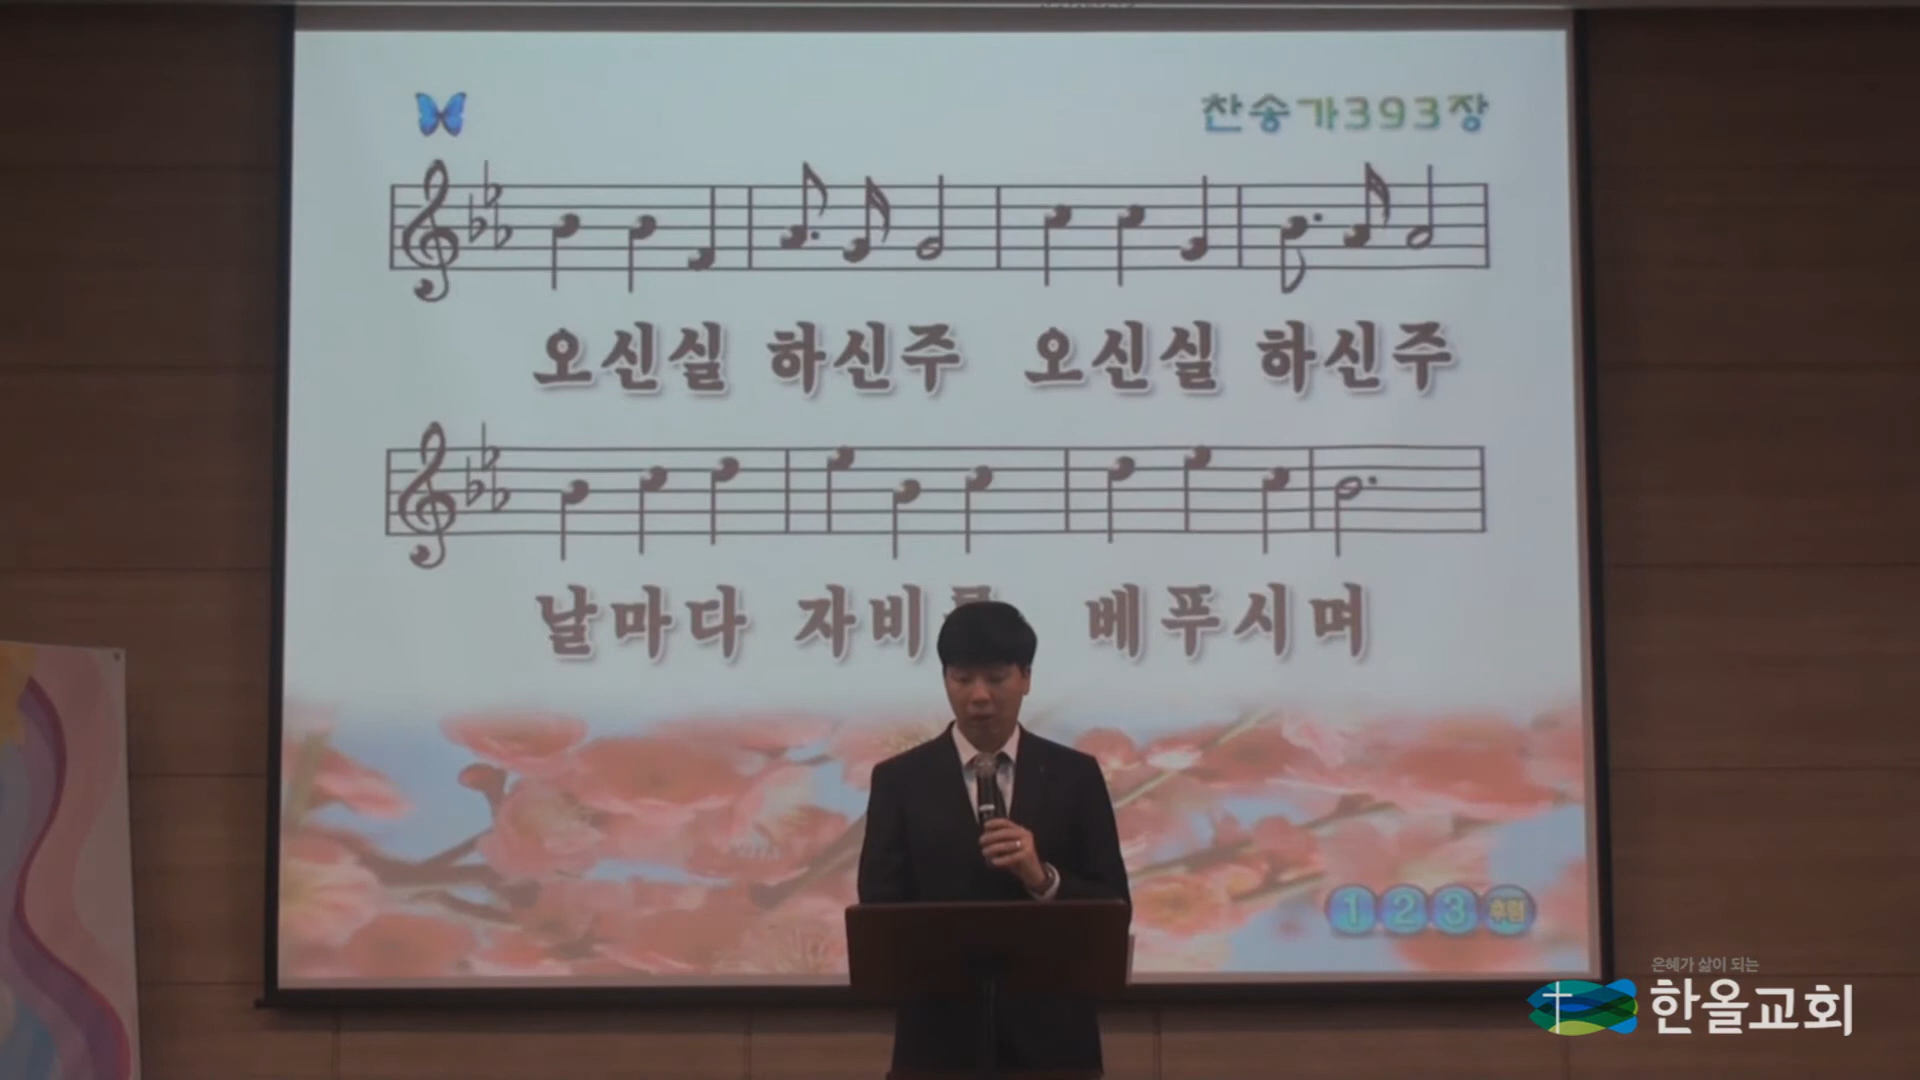 찬송가393장
오신실 하신주 오신실 하신주
날마다 자비 베푸시며
1 2 3 후렴
은혜가 삶이 되는
한올교회